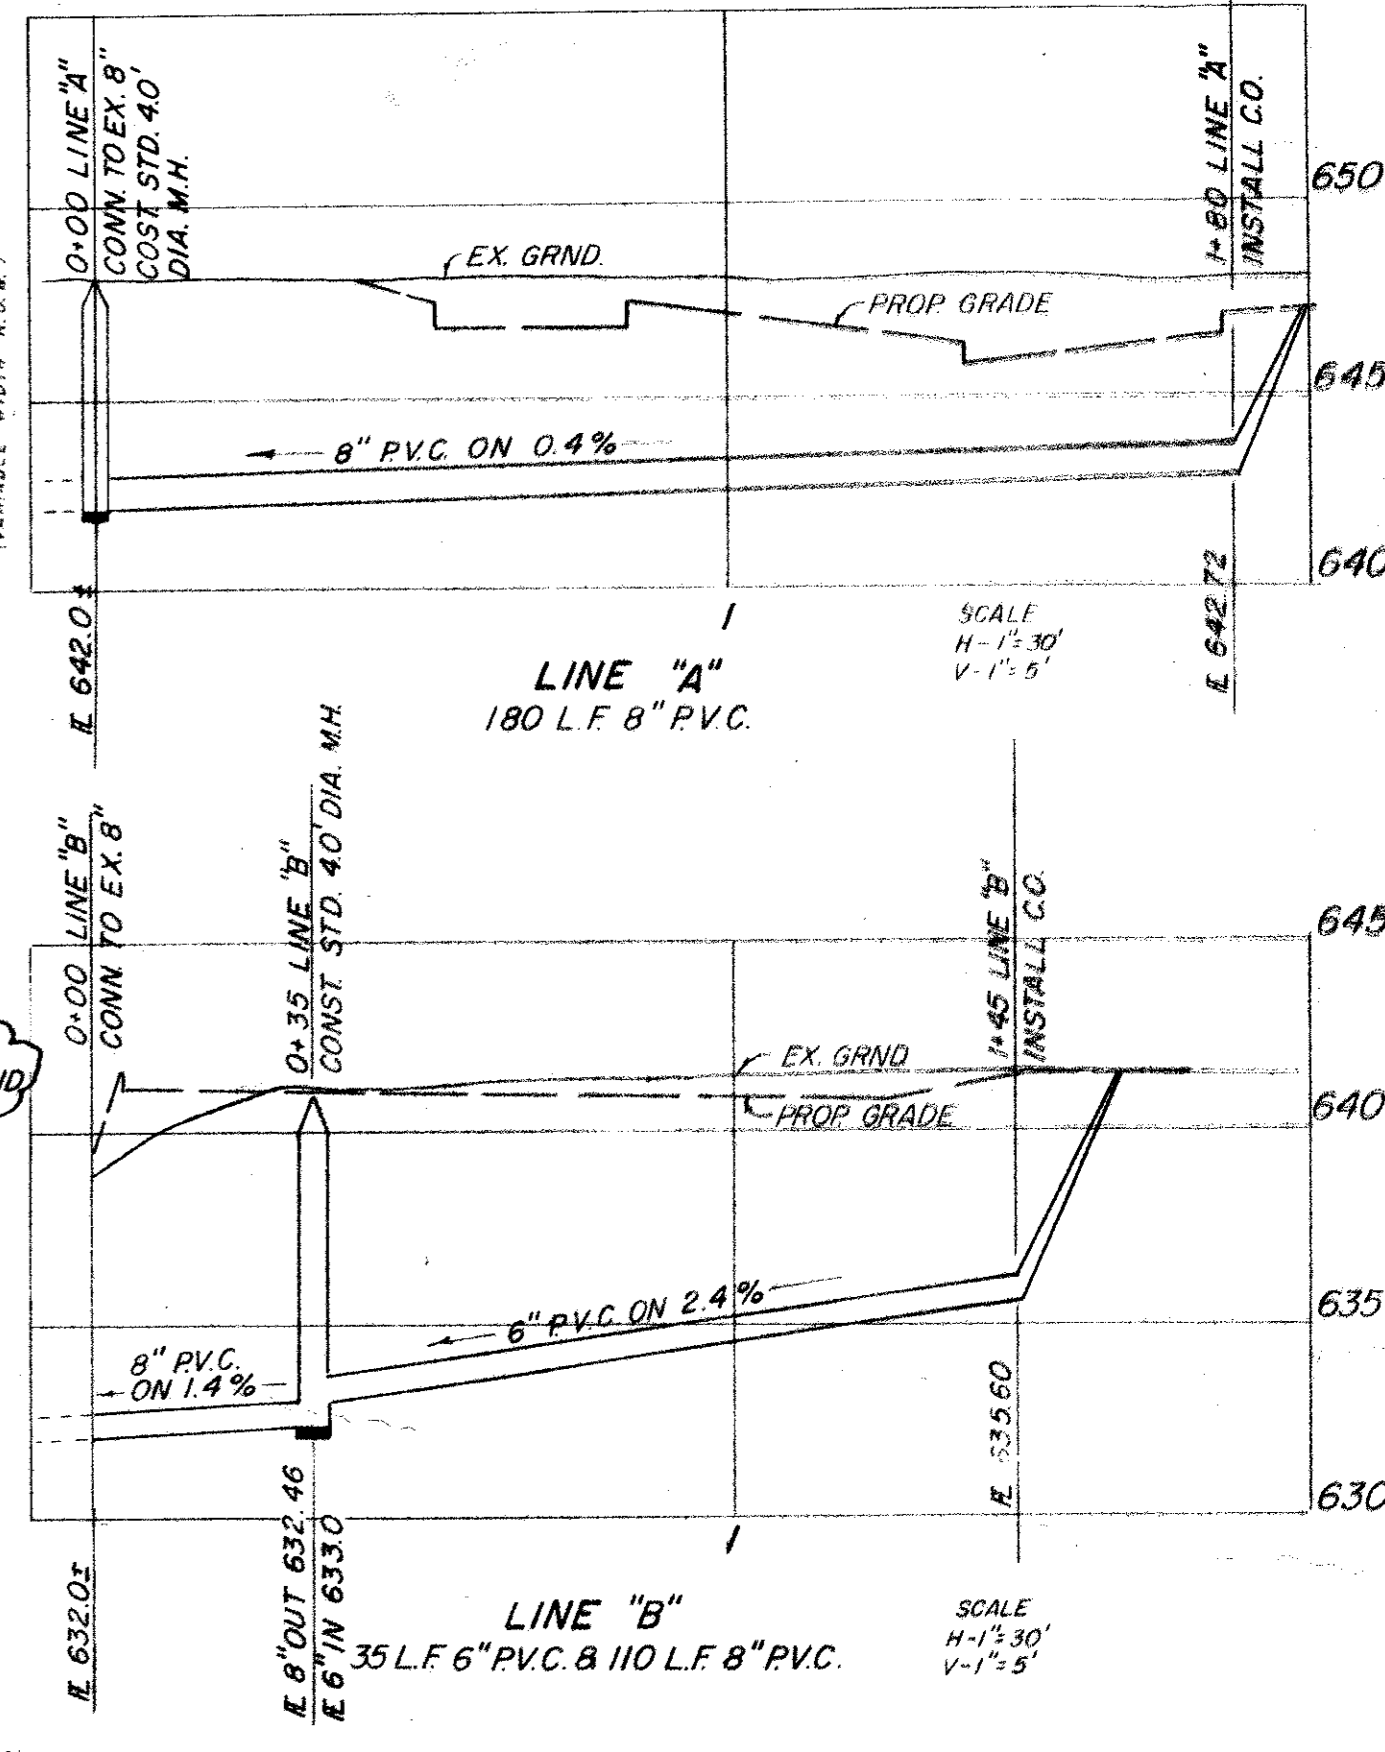 0+00 LINE "A"
CONN. TO EX. 8"
COST STD. 4.0'
DIA. M.H.
1+80 LINE "A"
INSTALL C.O.
650
EX. GRND.
PROP. GRADE
645
8" P.V.C. ON 0.4%
640
℄ 642.0±
℄ 642.72
1
SCALE
H-1"=30'
V-1"=5'
LINE "A"
180 L.F. 8" P.V.C.
0+00 LINE "B"
CONN. TO EX. 8"
0+35 LINE "B"
CONST. STD. 4.0' DIA. M.H.
1+45 LINE "B"
INSTALL C.O.
645
EX. GRND
PROP. GRADE
640
6" P.V.C. ON 2.4%
635
8" P.V.C.
ON 1.4%
℄ 635.60
630
℄ 632.0±
℄ 8" OUT 632.46
℄ 6" IN 633.0
1
LINE "B"
35 L.F. 6" P.V.C. & 110 L.F. 8" P.V.C.
SCALE
H-1"=30'
V-1"=5'